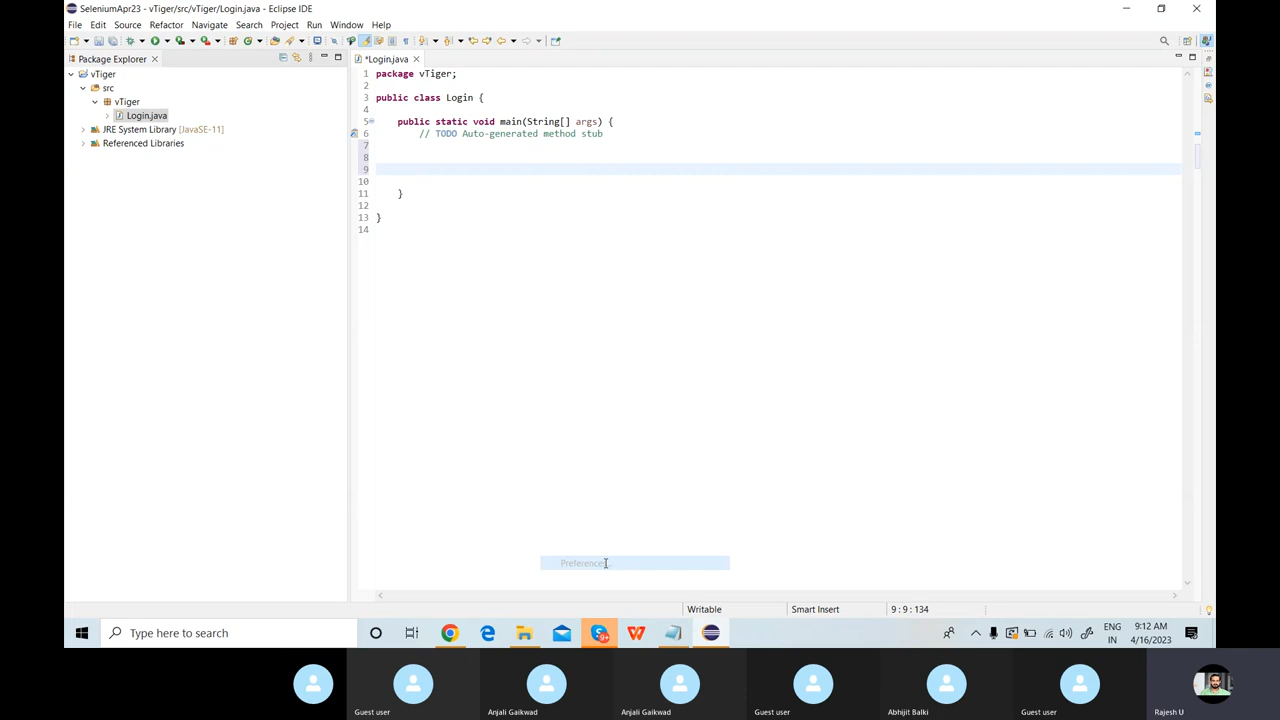 SeleniumApr23 - vTiger/src/vTiger/Login.java - Eclipse IDE
File Edit Source Refactor Navigate Search Project Run Window Help
Package Explorer
*Login.java
vTiger
src
vTiger
Login.java
JRE System Library [JavaSE-11]
Referenced Libraries
1 package vTiger;
2
3 public class Login {
4
5 public static void main(String[] args) {
6 // TODO Auto-generated method stub
7
8
9
10
11 }
12
13 }
14
Preferences
Writable
Smart Insert
9 : 9 : 134
Type here to search
ENG
IN
9:12 AM
4/16/2023
Guest user
Anjali Gaikwad
Anjali Gaikwad
Guest user
Abhijit Balki
Guest user
Rajesh U